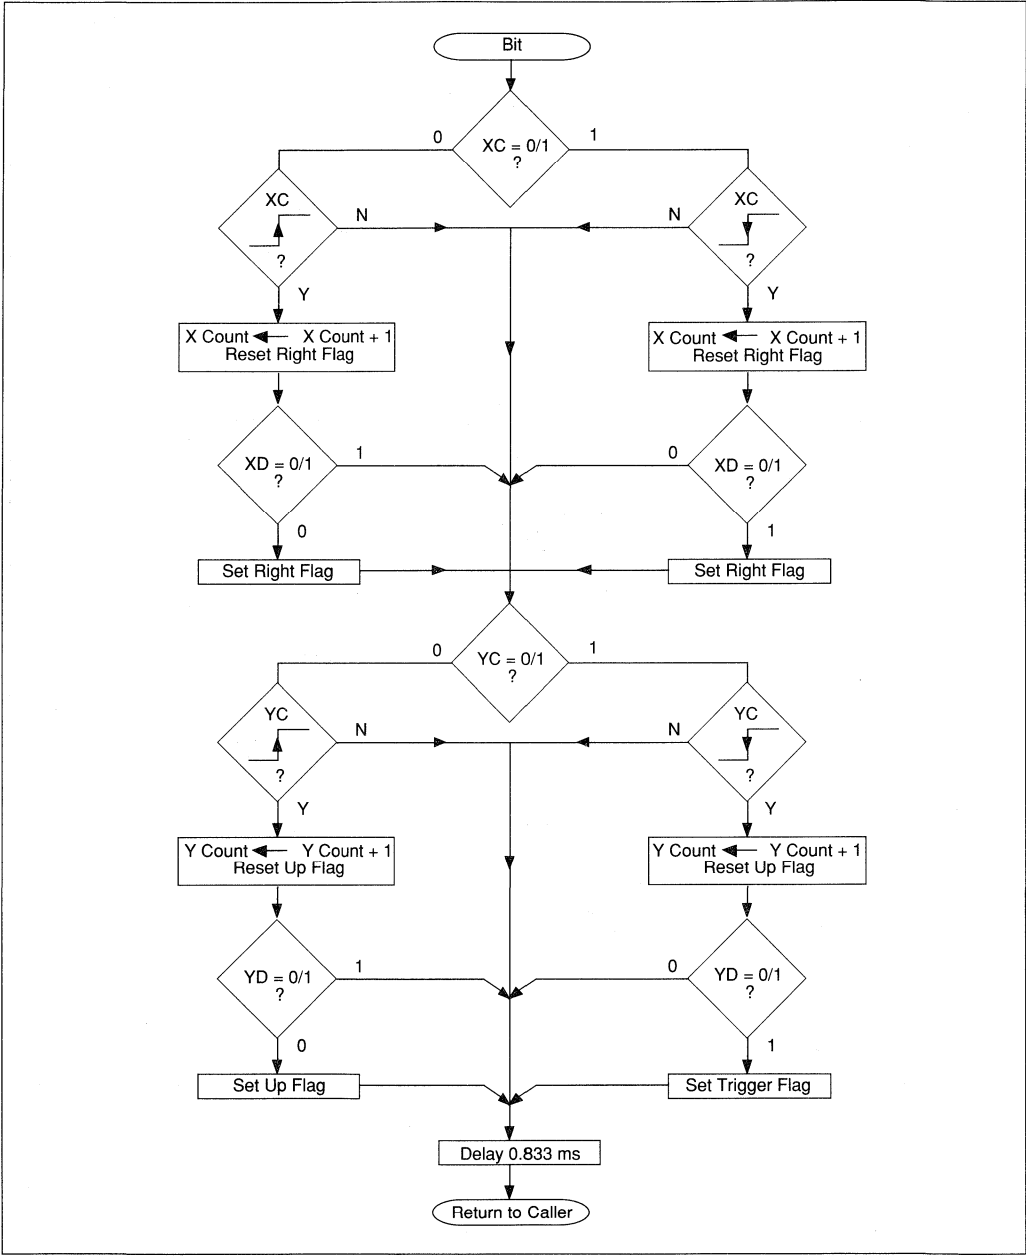 Bit
0
XC = 0/1
?
1
XC
?
N
Y
N
XC
?
Y
X Count X Count + 1
Reset Right Flag
X Count X Count + 1
Reset Right Flag
XD = 0/1
?
1
0
0
XD = 0/1
?
1
Set Right Flag
Set Right Flag
0
YC = 0/1
?
1
YC
?
N
Y
N
YC
?
Y
Y Count Y Count + 1
Reset Up Flag
Y Count Y Count + 1
Reset Up Flag
YD = 0/1
?
1
0
0
YD = 0/1
?
1
Set Up Flag
Set Trigger Flag
Delay 0.833 ms
Return to Caller